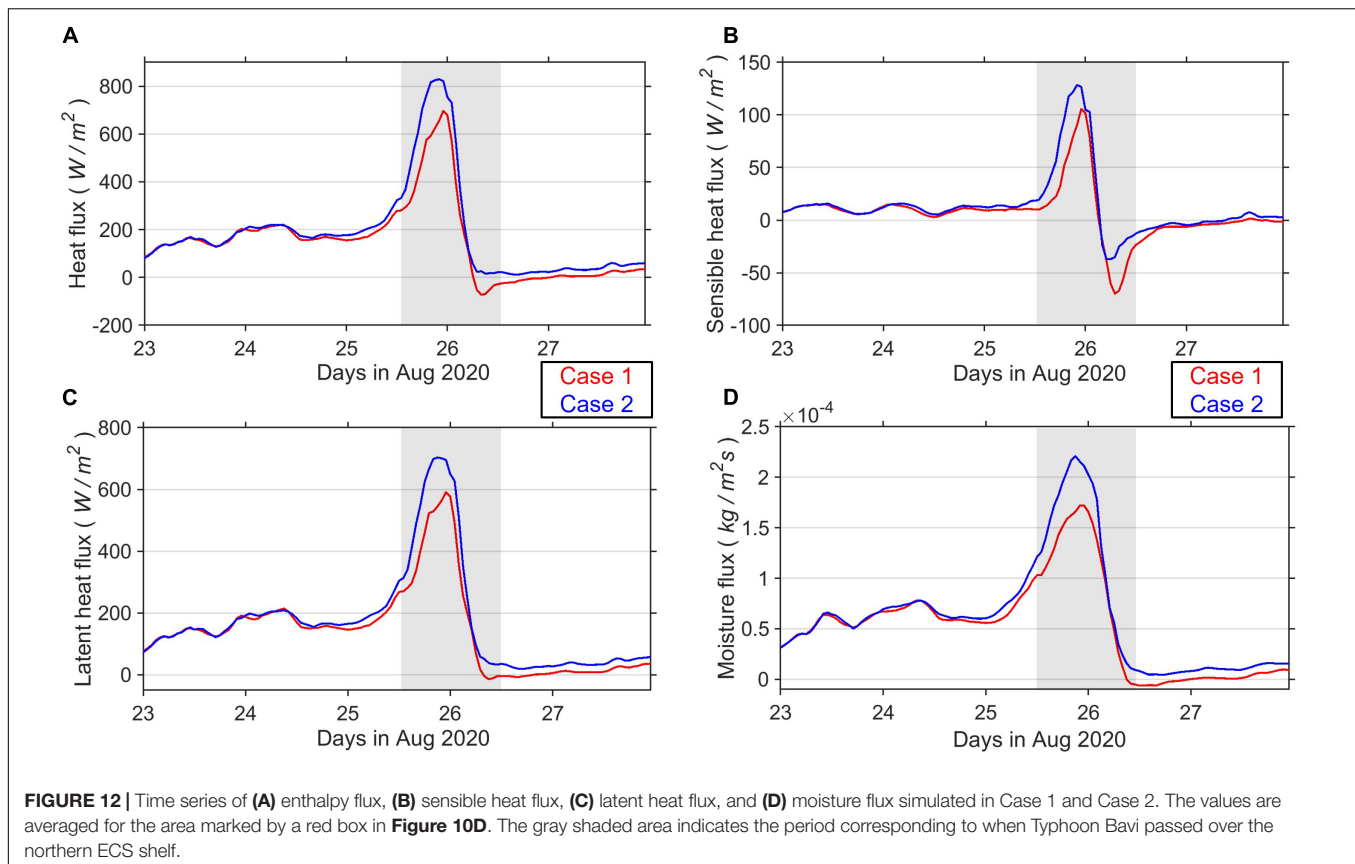 A
Heat flux ( W / m² )
800
600
400
200
0
-200
23 24 25 26 27
Days in Aug 2020
B
Sensible heat flux ( W / m² )
150
100
50
0
-50
-100
23 24 25 26 27
Days in Aug 2020
Case 1
Case 2
Case 1
Case 2
C
Latent heat flux ( W / m² )
800
600
400
200
0
23 24 25 26 27
Days in Aug 2020
D
×10⁻⁴
Moisture flux ( kg / m² s )
2.5
2
1.5
1
0.5
0
23 24 25 26 27
Days in Aug 2020
FIGURE 12 | Time series of (A) enthalpy flux, (B) sensible heat flux, (C) latent heat flux, and (D) moisture flux simulated in Case 1 and Case 2. The values are
averaged for the area marked by a red box in Figure 10D. The gray shaded area indicates the period corresponding to when Typhoon Bavi passed over the
northern ECS shelf.